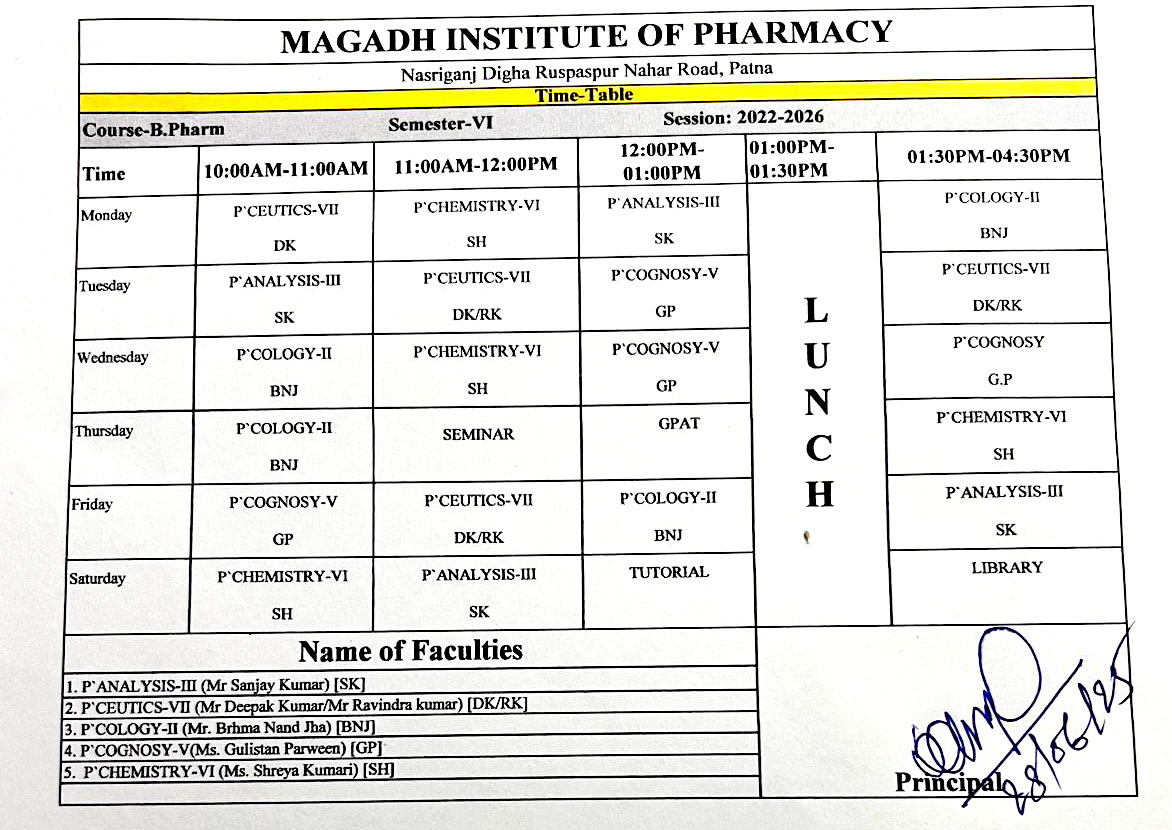 MAGADH INSTITUTE OF PHARMACY
Nasriganj Digha Ruspaspur Nahar Road, Patna
Time-Table
Course-B.Pharm Semester-VI Session: 2022-2026
Time 10:00AM-11:00AM 11:00AM-12:00PM 12:00PM-01:00PM 01:00PM-01:30PM 01:30PM-04:30PM
Monday P`CEUTICS-VII P`CHEMISTRY-VI P`ANALYSIS-III P`COLOGY-II
DK SH SK BNJ
Tuesday P`ANALYSIS-III P`CEUTICS-VII P`COGNOSY-V P`CEUTICS-VII
SK DK/RK GP DK/RK
Wednesday P`COLOGY-II P`CHEMISTRY-VI P`COGNOSY-V P`COGNOSY
BNJ SH GP G.P
Thursday P`COLOGY-II SEMINAR GPAT P`CHEMISTRY-VI
BNJ SH
Friday P`COGNOSY-V P`CEUTICS-VII P`COLOGY-II P`ANALYSIS-III
GP DK/RK BNJ SK
Saturday P`CHEMISTRY-VI P`ANALYSIS-III TUTORIAL LIBRARY
SH SK
L
U
N
C
H
Name of Faculties
1. P`ANALYSIS-III (Mr Sanjay Kumar) [SK]
2. P`CEUTICS-VII (Mr Deepak Kumar/Mr Ravindra kumar) [DK/RK]
3. P`COLOGY-II (Mr. Brhma Nand Jha) [BNJ]
4. P`COGNOSY-V(Ms. Gulistan Parween) [GP]
5. P`CHEMISTRY-VI (Ms. Shreya Kumari) [SH]
Principal
28/06/25